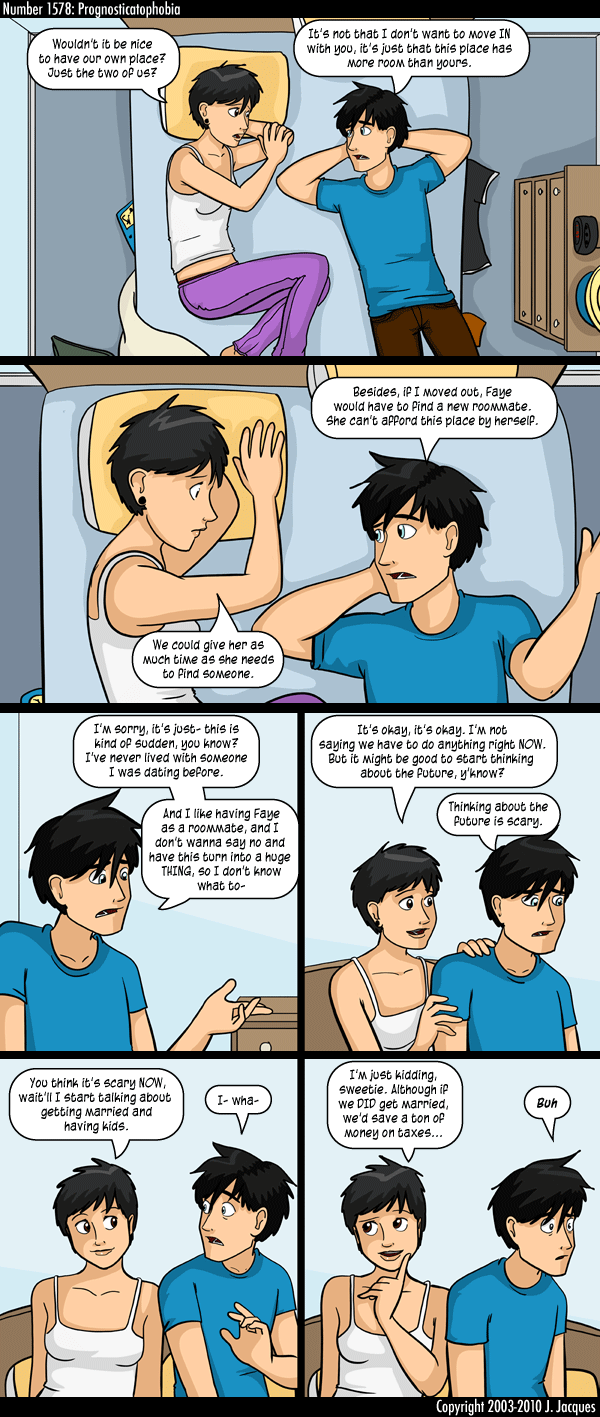 Number 1578: Prognosticatophobia
Wouldn't it be nice
to have our own place?
Just the two of us?
It's not that I don't want to move IN
with you, it's just that this place has
more room than yours.
Besides, if I moved out, Faye
would have to find a new roommate.
She can't afford this place by herself.
We could give her as
much time as she needs
to find someone.
I'm sorry, it's just- this is
kind of sudden, you know?
I've never lived with someone
I was dating before.
And I like having Faye
as a roommate, and I
don't wanna say no and
have this turn into a huge
THING, so I don't know
what to-
It's okay, it's okay. I'm not
saying we have to do anything right NOW.
But it might be good to start thinking
about the future, y'know?
Thinking about the
future is scary.
You think it's scary NOW,
wait'll I start talking about
getting married and
having kids.
I- wha-
I'm just kidding,
sweetie. Although if
we DID get married,
we'd save a ton of
money on taxes...
Buh
Copyright 2003-2010 J. Jacques